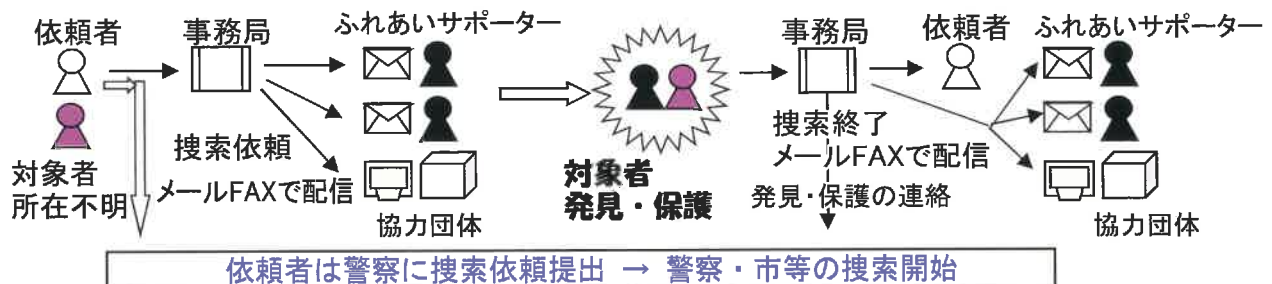 依頼者
事務局
ふれあいサポーター
対象者
所在不明
捜索依頼
メールFAXで配信
協力団体
対象者
発見・保護
事務局
依頼者
ふれあいサポーター
捜索終了
メールFAXで配信
発見・保護の連絡
協力団体
依頼者は警察に捜索依頼提出 → 警察・市等の捜索開始